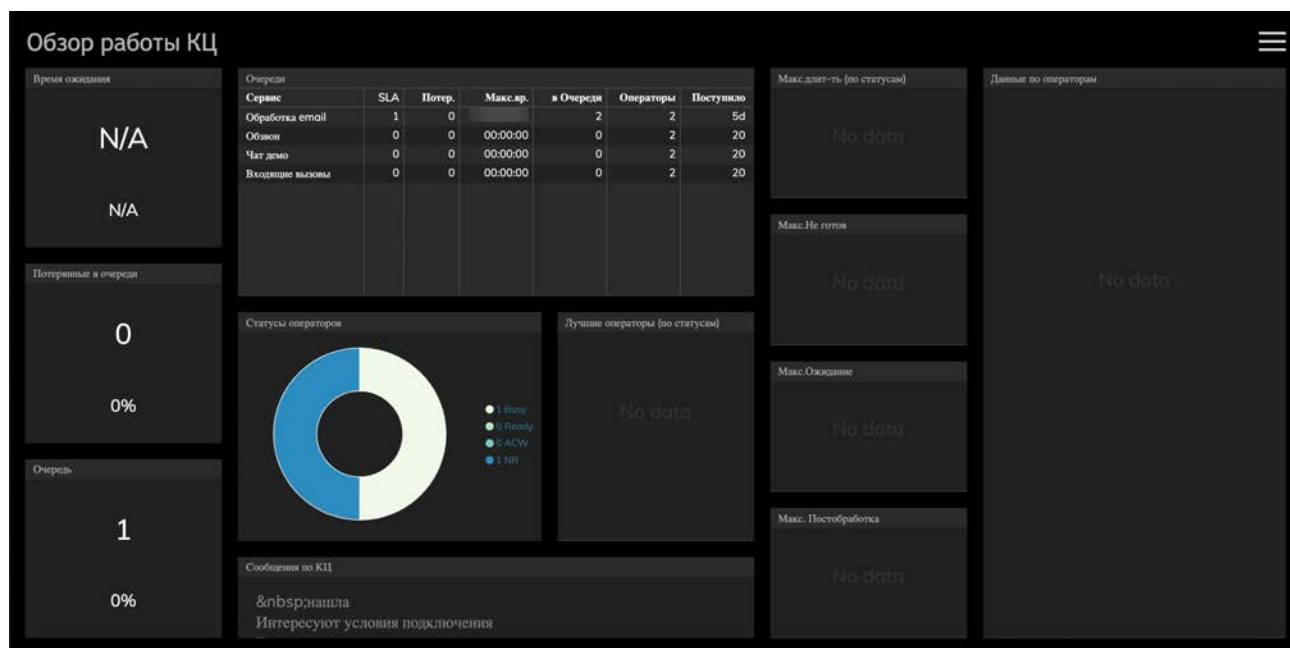 Обзор работы КЦ
Время ожидания
N/A
N/A
Потерянные в очереди
0
0%
Очередь
1
0%
Очереди
Сервис SLA Потер. Макс.вр. в Очереди Операторы Поступило
Обработка email 1 0 2 2 5d
Обзвон 0 0 00:00:00 0 2 20
Чат демо 0 0 00:00:00 0 2 20
Входящие вызовы 0 0 00:00:00 0 2 20
Статусы операторов
1 Busy
0 Ready
0 ACW
1 NR
Лучшие операторы (по статусам)
No data
Сообщения по КЦ
&nbsp;нашла
Интересуют условия подключения
Макс.длит-ть (по статусам)
No data
Макс.Не готов
No data
Макс.Ожидание
No data
Макс. Постобработка
No data
Данные по операторам
No data